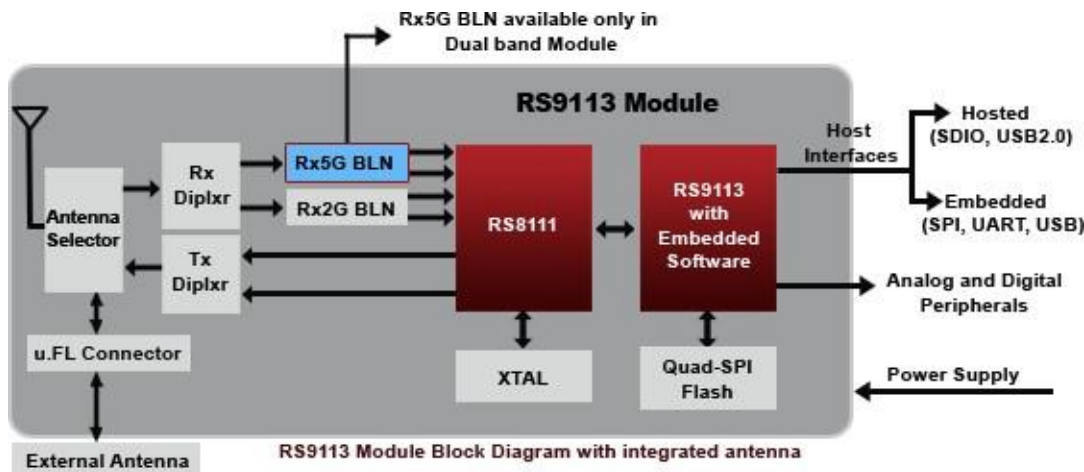 Rx5G BLN available only in
Dual band Module
RS9113 Module
Host
Interfaces
Hosted
(SDIO, USB2.0)
Embedded
(SPI, UART, USB)
Rx
Diplxr
Rx5G BLN
Rx2G BLN
Antenna
Selector
Tx
Diplxr
RS8111
RS9113
with
Embedded
Software
Analog and Digital
Peripherals
u.FL Connector
XTAL
Quad-SPI
Flash
Power Supply
External Antenna
RS9113 Module Block Diagram with integrated antenna